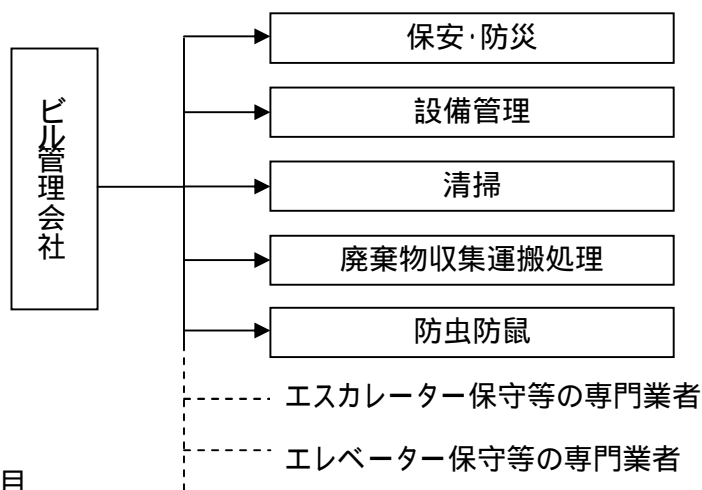 ビル管理会社
保安・防災
設備管理
清掃
廃棄物収集運搬処理
防虫防鼠
エスカレーター保守等の専門業者
エレベーター保守等の専門業者
目